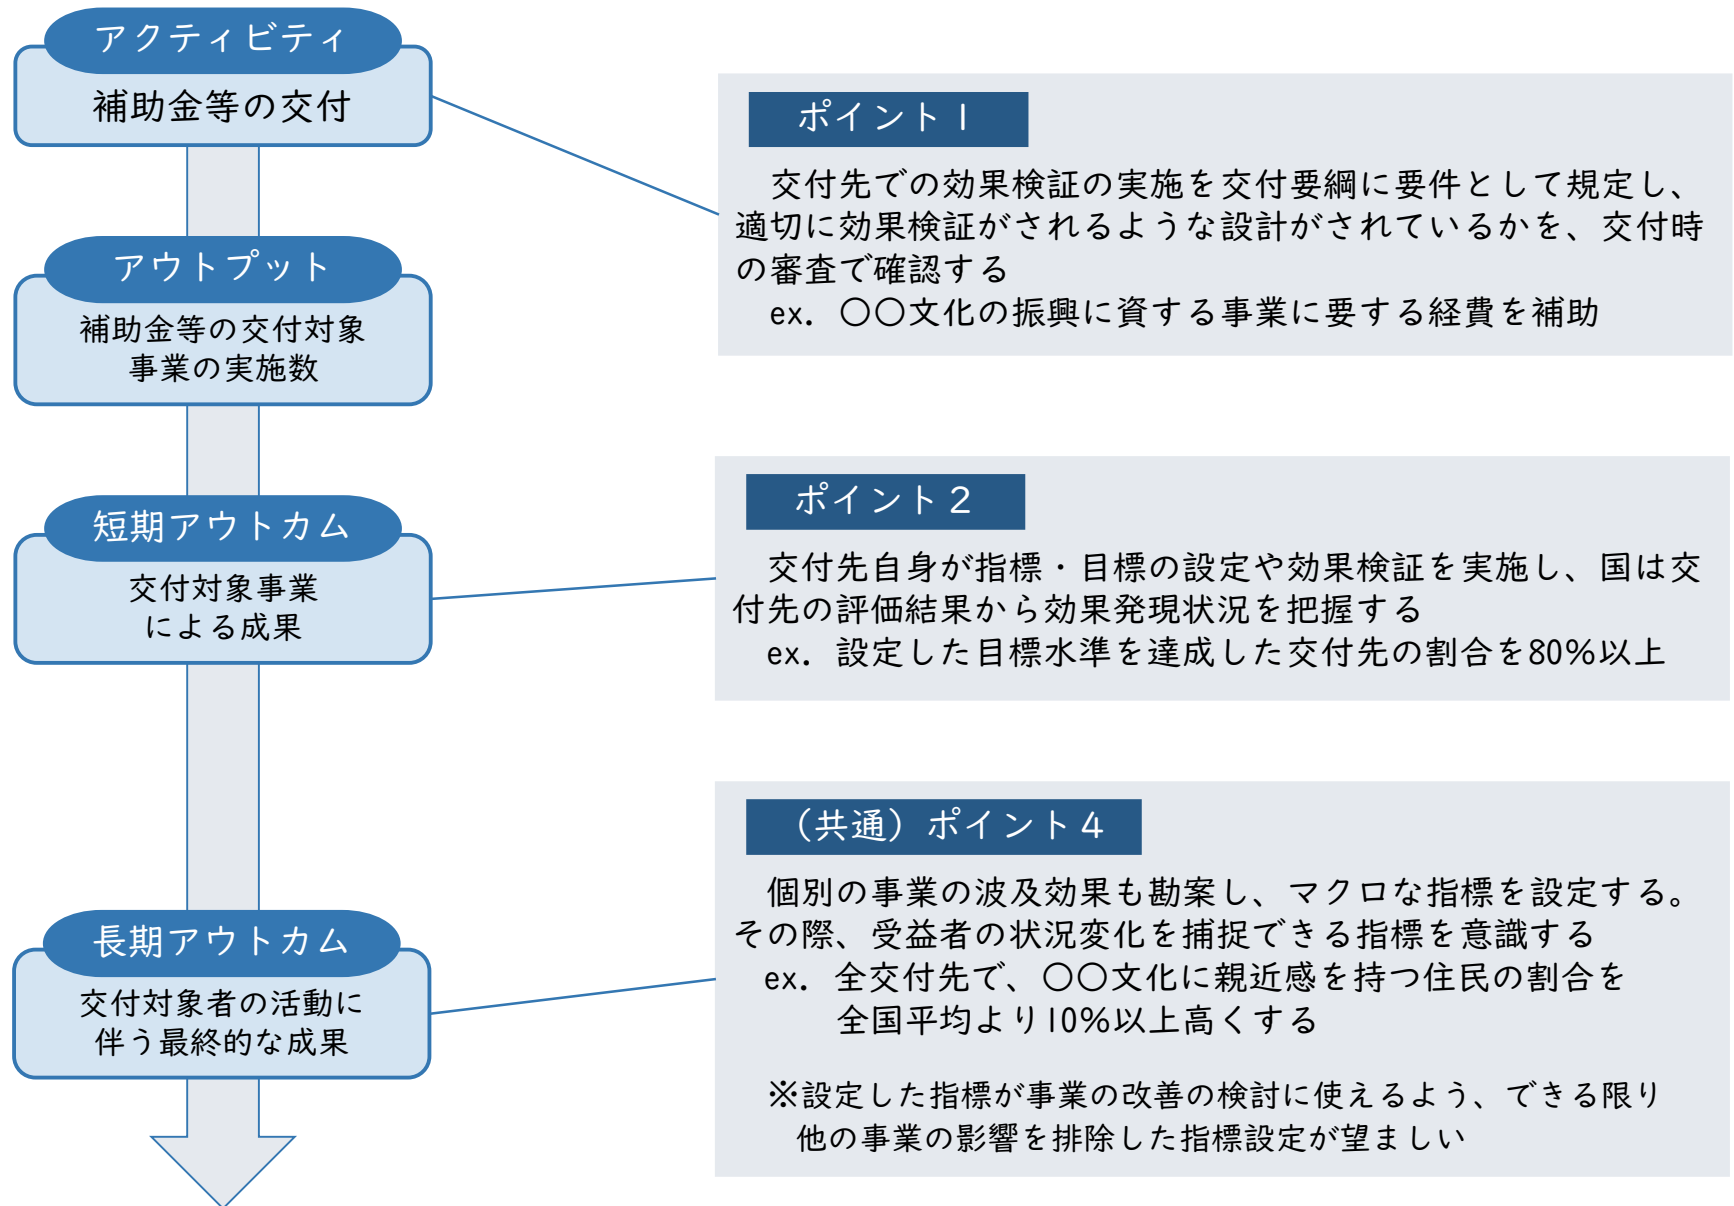 アクティビティ
補助金等の交付
アウトプット
補助金等の交付対象
事業の実施数
短期アウトカム
交付対象事業
による成果
長期アウトカム
交付対象者の活動に
伴う最終的な成果
ポイント1
交付先での効果検証の実施を交付要綱に要件として規定し、
適切に効果検証がされるような設計がされているかを、交付時
の審査で確認する
ex. 〇〇文化の振興に資する事業に要する経費を補助
ポイント2
交付先自身が指標・目標の設定や効果検証を実施し、国は交
付先の評価結果から効果発現状況を把握する
ex. 設定した目標水準を達成した交付先の割合を80%以上
(共通)ポイント4
個別の事業の波及効果も勘案し、マクロな指標を設定する。
その際、受益者の状況変化を捕捉できる指標を意識する
ex. 全交付先で、〇〇文化に親近感を持つ住民の割合を
全国平均より10%以上高くする
※設定した指標が事業の改善の検討に使えるよう、できる限り
他の事業の影響を排除した指標設定が望ましい